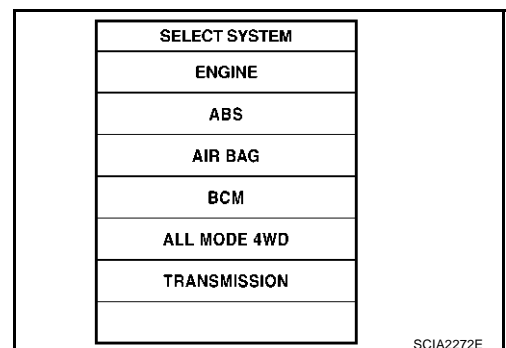 SELECT SYSTEM
ENGINE
ABS
AIR BAG
BCM
ALL MODE 4WD
TRANSMISSION
SCIA2272E